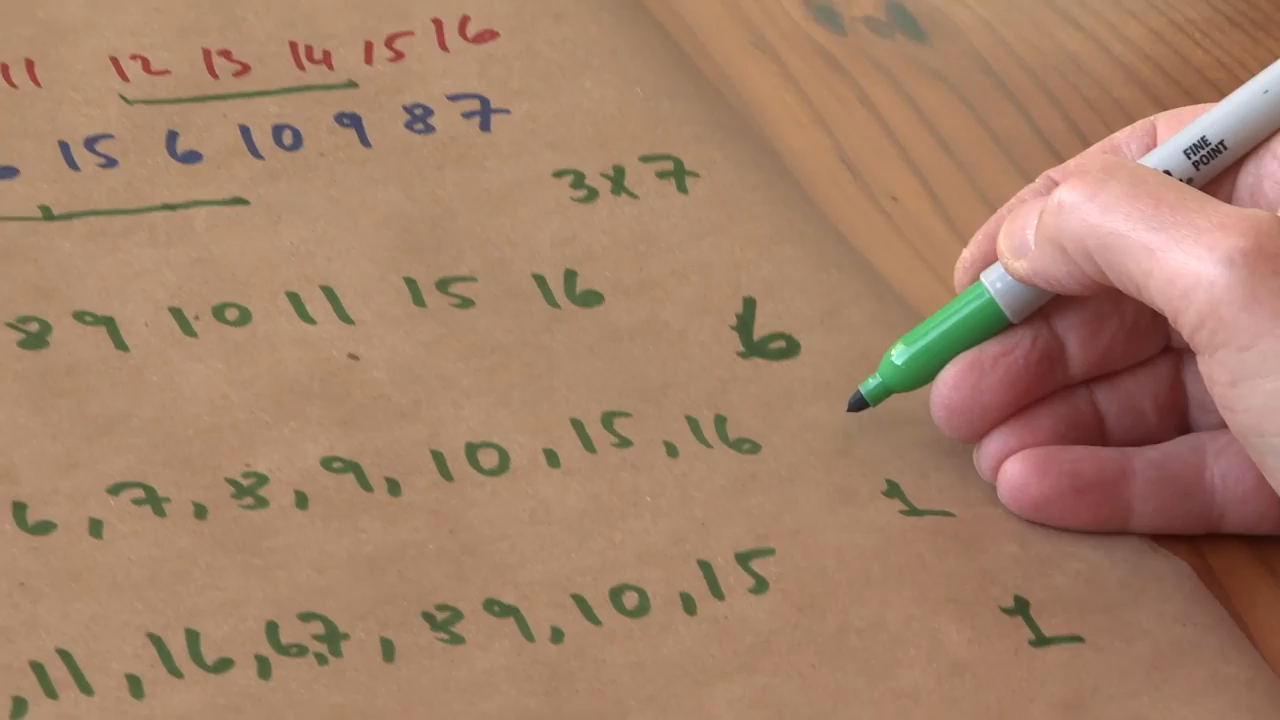 11 12 13 14 15 16
15 6 10 9 8 7
3x7
8 9 10 11 15 16
6
6, 7, 8, 9, 10, 15, 16
1
, 11, 16, 6, 7, 8 9, 10, 15
1
FINE
POINT